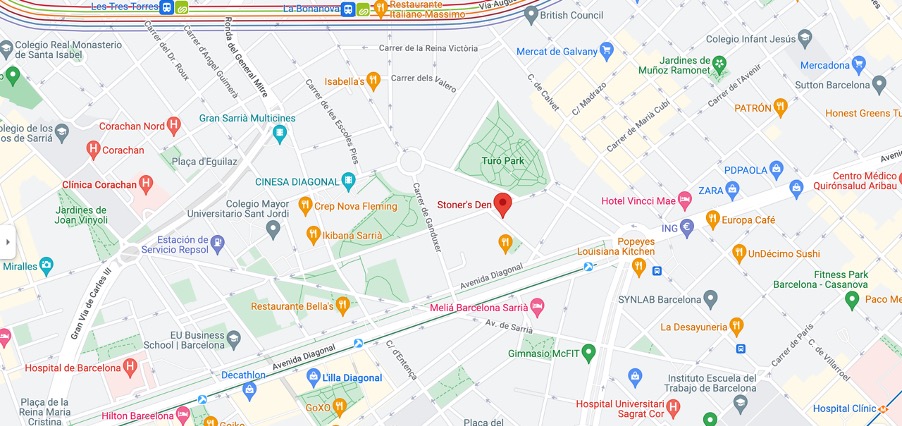 Les Tres Torres
La Bonanova
Restaurante
Italiano Massimo
Via Augu
British Council
Colegio Real Monasterio
de Santa Isabel
Carrer del Dr. Roux
Carrer d'Angel Guimerà
Ronda del General Mitre
Carrer de la Reina Victòria
Mercat de Galvany
Colegio Infant Jesús
Jardines de
Muñoz Ramonet
Mercadona
Isabella's
Carrer dels Valero
C. de Calvet
C/ Madrazo
Carrer de l'Avenir
Sutton Barcelona
PATRÓN
Honest Greens Tu
Carrer de Maria Cubí
Carrer de les Escoles Pies
Gran Sarrià Multicines
Corachan Nord
olegio de los
os de Sarriá
Corachan
Plaça d'Eguilaz
Turó Park
Avenid
Clínica Corachan
CINESA DIAGONAL
PDPAOLA
Centro Médico
Quirónsalud Aribau
ZARA
Carrer de Ganduxer
Stoner's Den
Hotel Vincci Mae
Jardines de
Joan Vinyoli
Colegio Mayor
Universitario Sant Jordi
Crep Nova Fleming
Europa Café
ING
Ikibana Sarrià
Estación de
Servicio Repsol
Popeyes
Louisiana Kitchen
UnDécimo Sushi
Miralles
Gran Via de Carles III
Avenida Diagonal
Fitness Park
Barcelona - Casanova
Restaurante Bella's
Meliá Barcelona Sarrià
SYNLAB Barcelona
Paco Me
Av. de Sarria
La Desayuneria
EU Business
School | Barcelona
Avenida Diagonal
Gimnasio McFIT
Carrer de París
C. de Villarroel
Hospital de Barcelona
C/ d'Entença
Decathlon
L'illa Diagonal
Instituto Escuela del
Trabajo de Barcelona
Plaça de la
Reina Maria
Cristina
Hilton Barcelona
GoXO
Goiko
Plaça del
Hospital Universitari
Sagrat Cor
Hospital Clínic